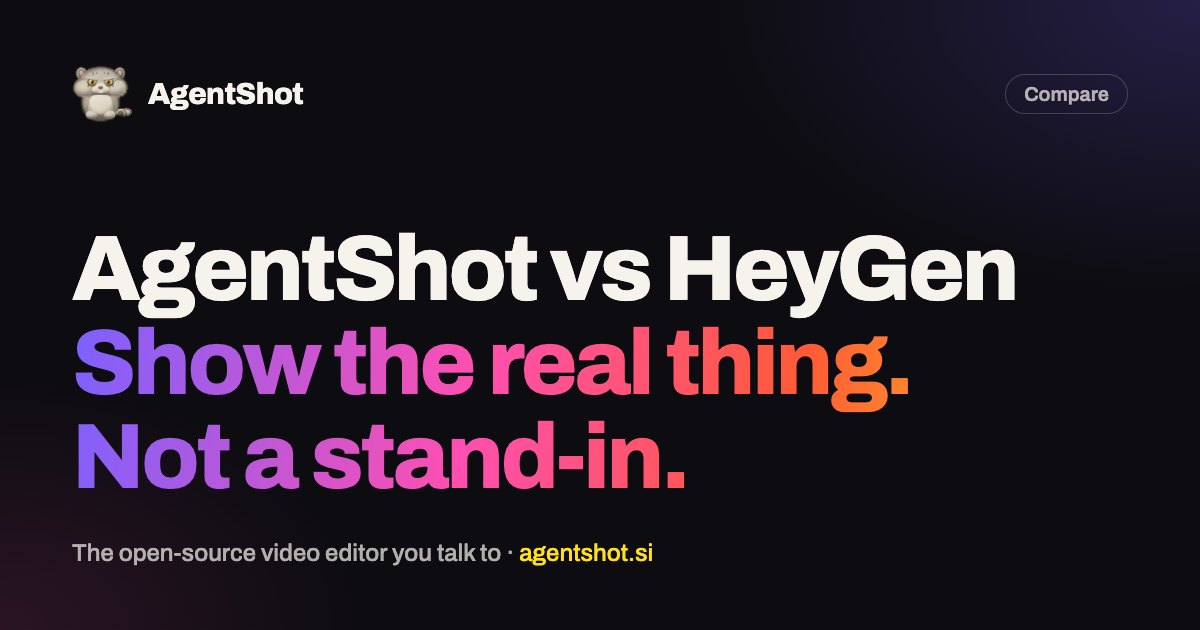 AgentShot
Compare
AgentShot vs HeyGen
Show the real thing.
Not a stand-in.
The open-source video editor you talk to · agentshot.si